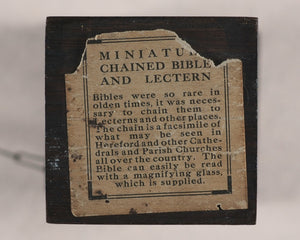 MINIATU
CHAINED BIBLE
AND LECTERN
Bibles were so rare in
olden times, it was neces-
sary to chain them to
Lecterns and other places.
The chain is a facsimile of
what may be seen in
Hereford and other Cathe-
drals and Parish Churches
all over the country. The
Bible can easily be read
with a magnifying glass,
which is supplied.